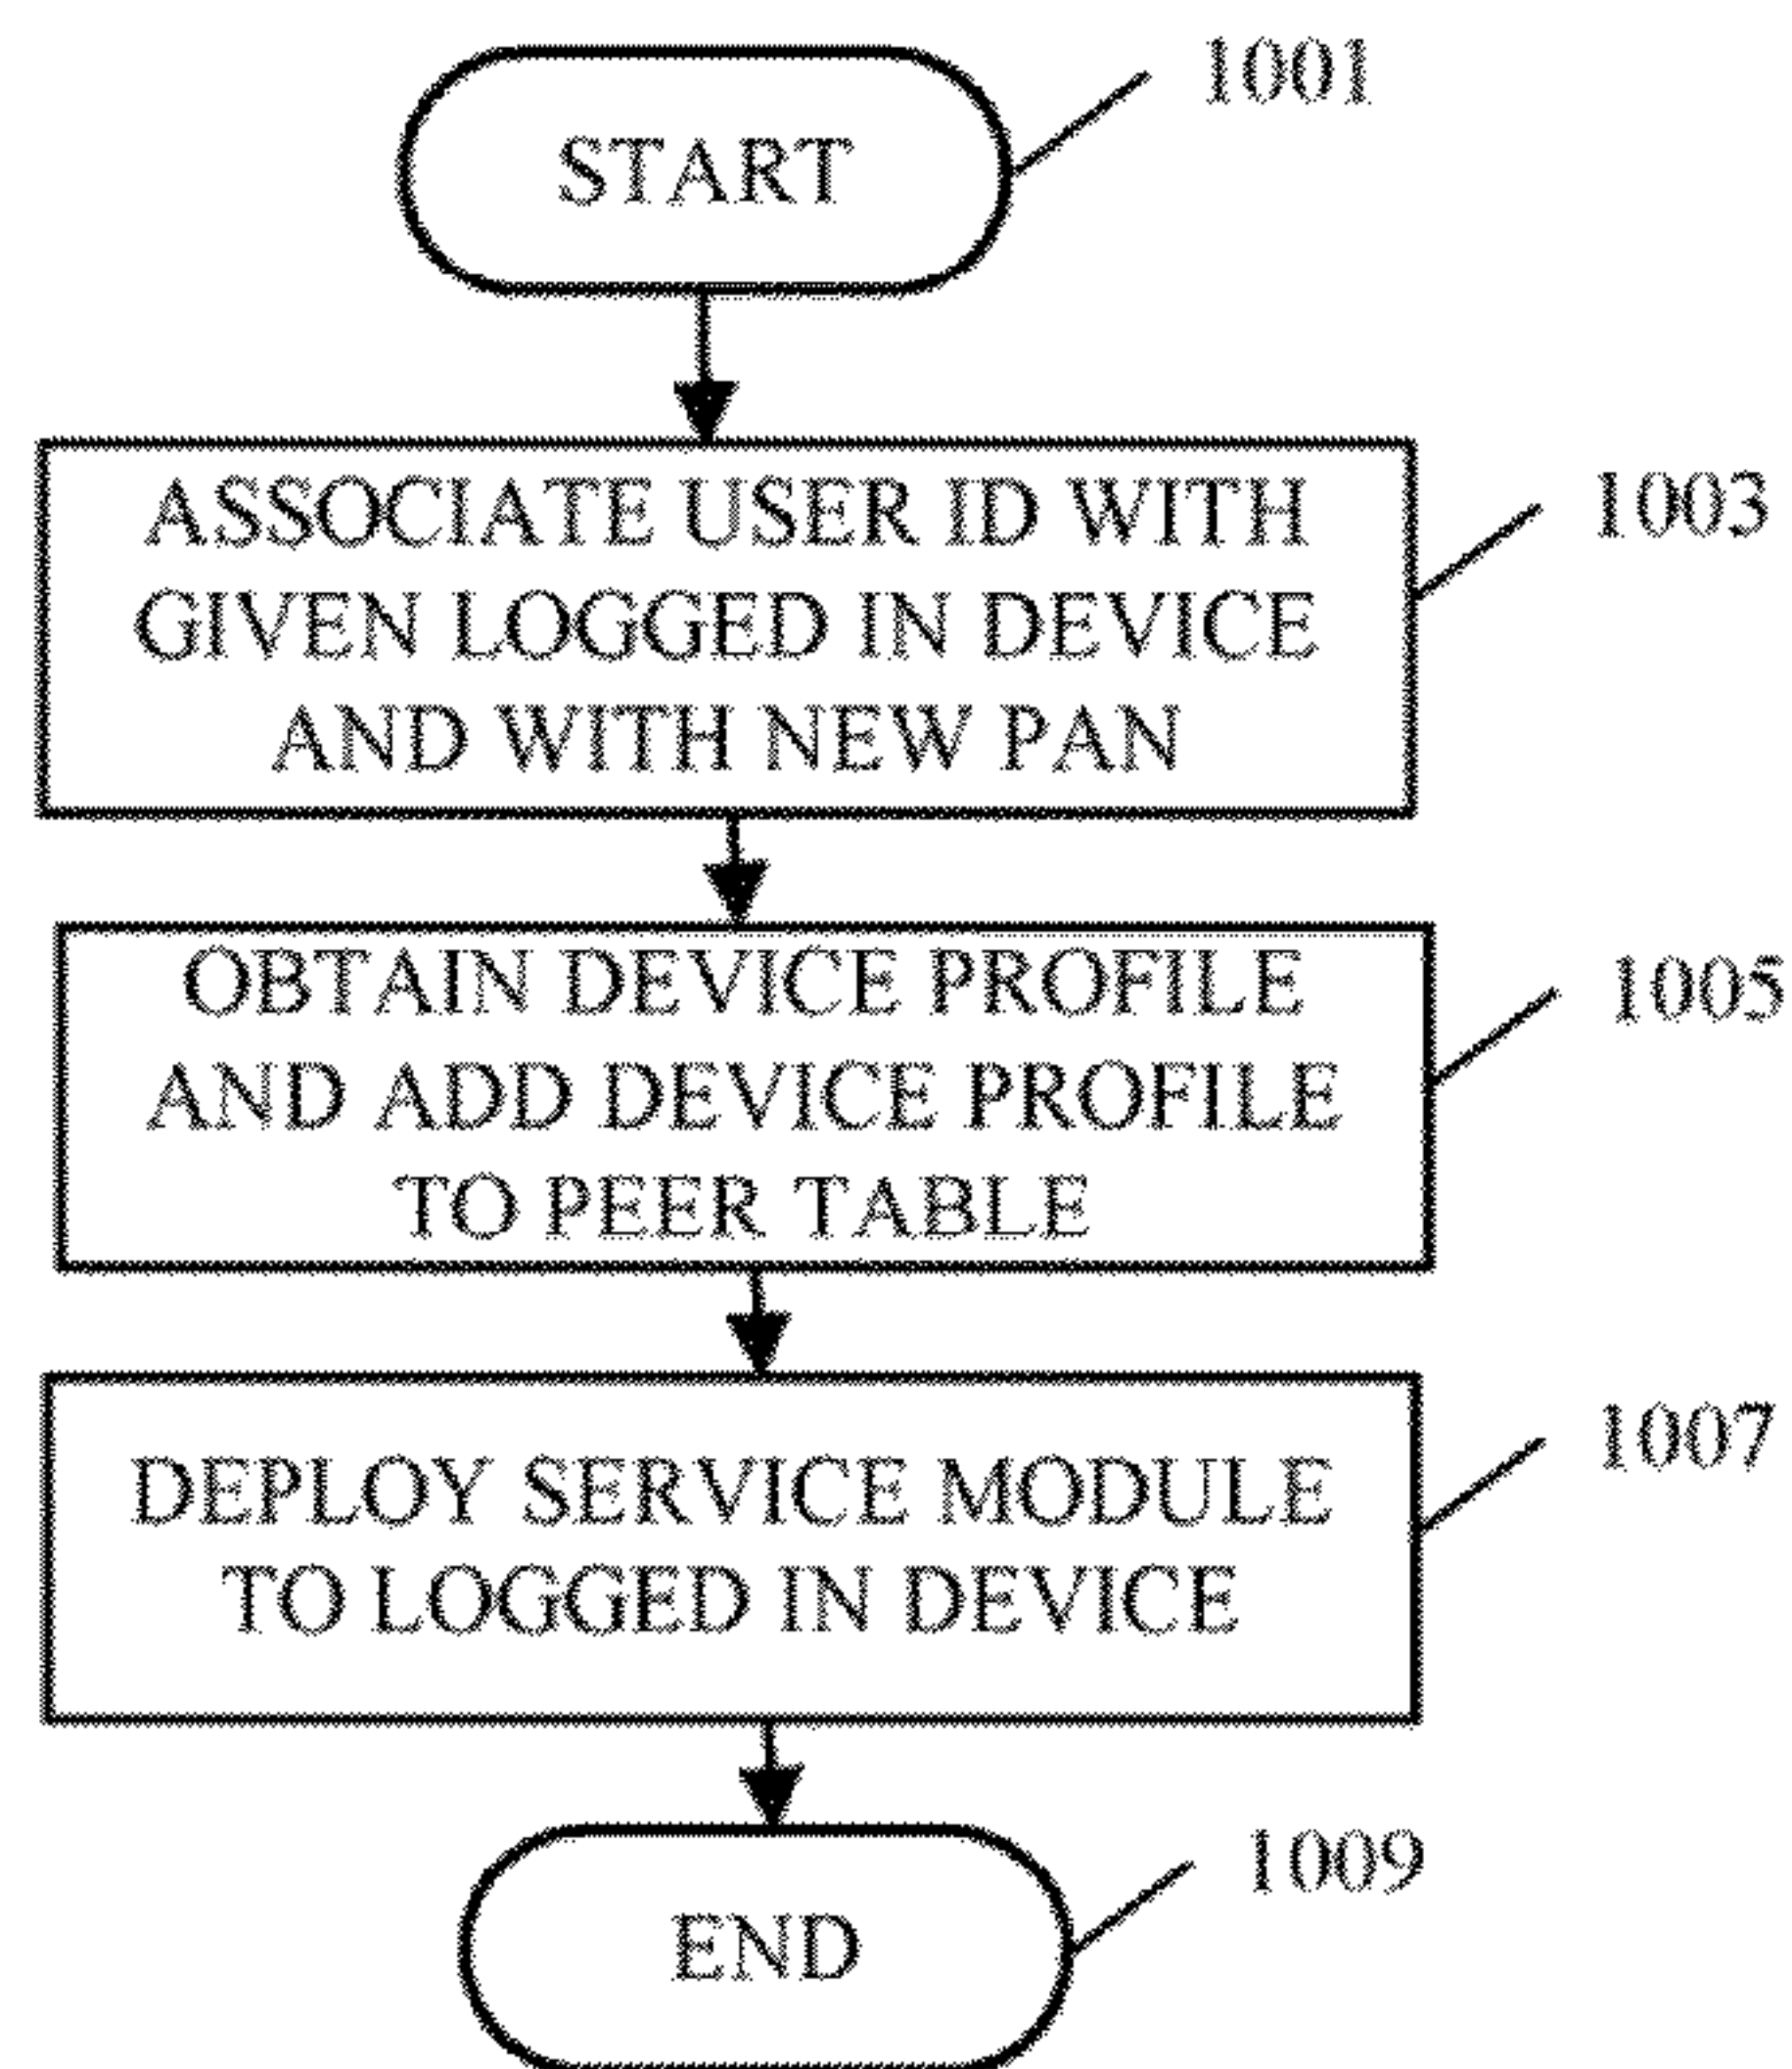 START
1001
ASSOCIATE USER ID WITH
GIVEN LOGGED IN DEVICE
AND WITH NEW PAN
1003
OBTAIN DEVICE PROFILE
AND ADD DEVICE PROFILE
TO PEER TABLE
1005
DEPLOY SERVICE MODULE
TO LOGGED IN DEVICE
1007
END
1009